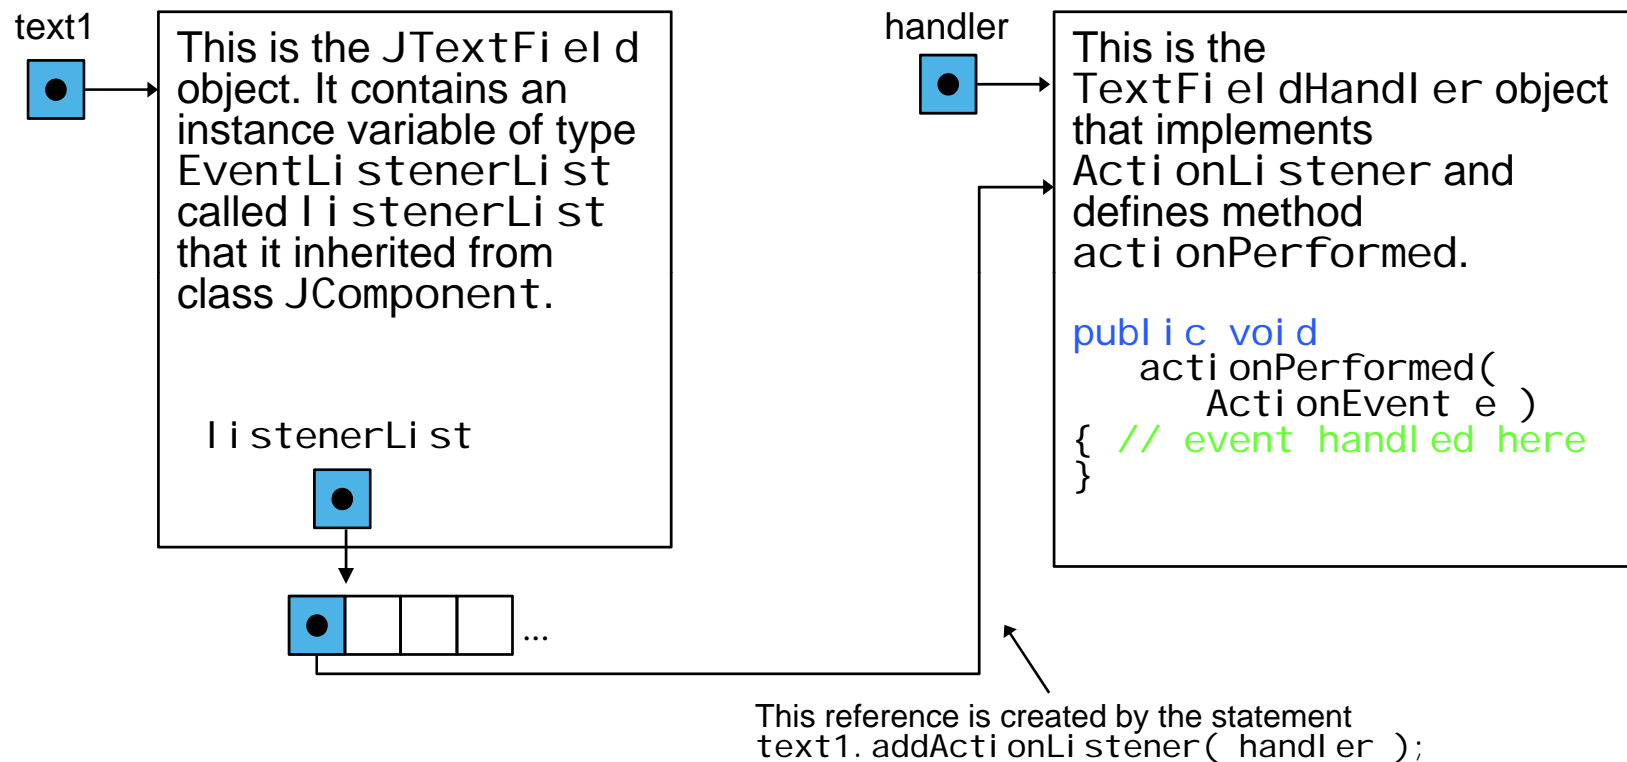 text1
This is the JTextField
object. It contains an
instance variable of type
EventListenerList
called listenerList
that it inherited from
class JComponent.
listenerList
...
handler
This is the
TextFieldHandler object
that implements
ActionListener and
defines method
actionPerformed.
public void
actionPerformed(
ActionEvent e )
{ // event handled here
}
This reference is created by the statement
text1.addActionListener( handler );